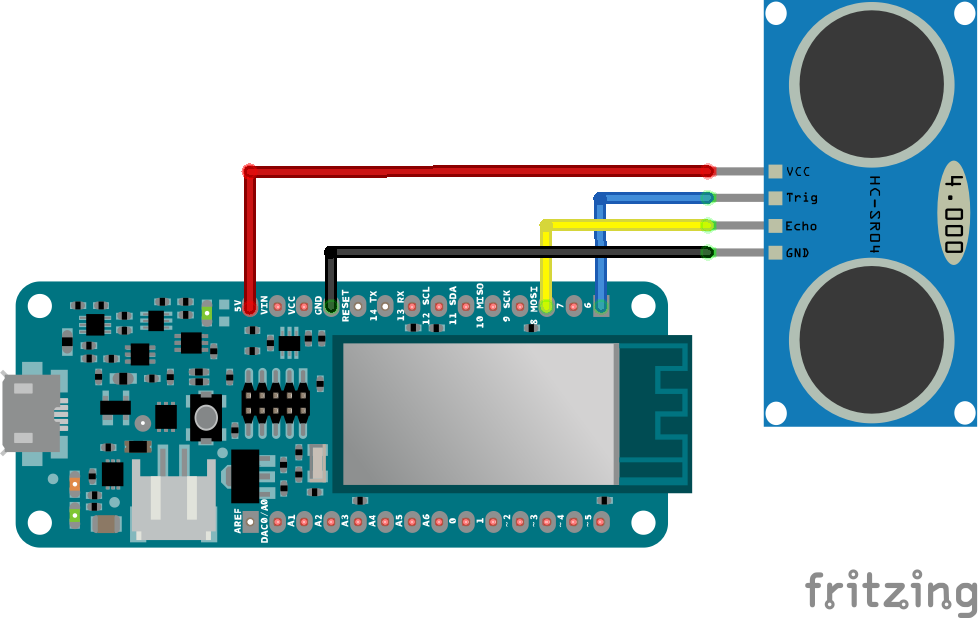 VCC
Trig
Echo
GND
HC-SR04
4.000
5V
VIN
VCC
GND
RESET
14 TX
13 RX
12 SCL
11 SDA
10 MISO
9 SCK
8 MOSI
7
6
AREF
DAC0/A0
A1
A2
A3
A4
A5
A6
0
1
~2
~3
~4
~5
fritzing